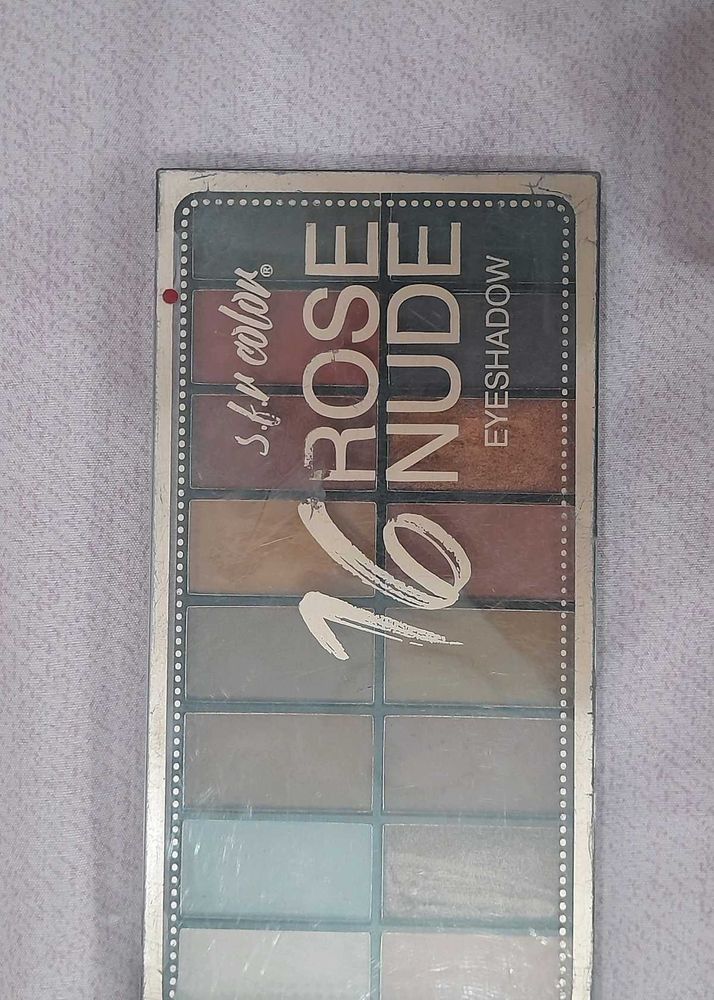 s.f.r color®
16 ROSE
NUDE
EYESHADOW